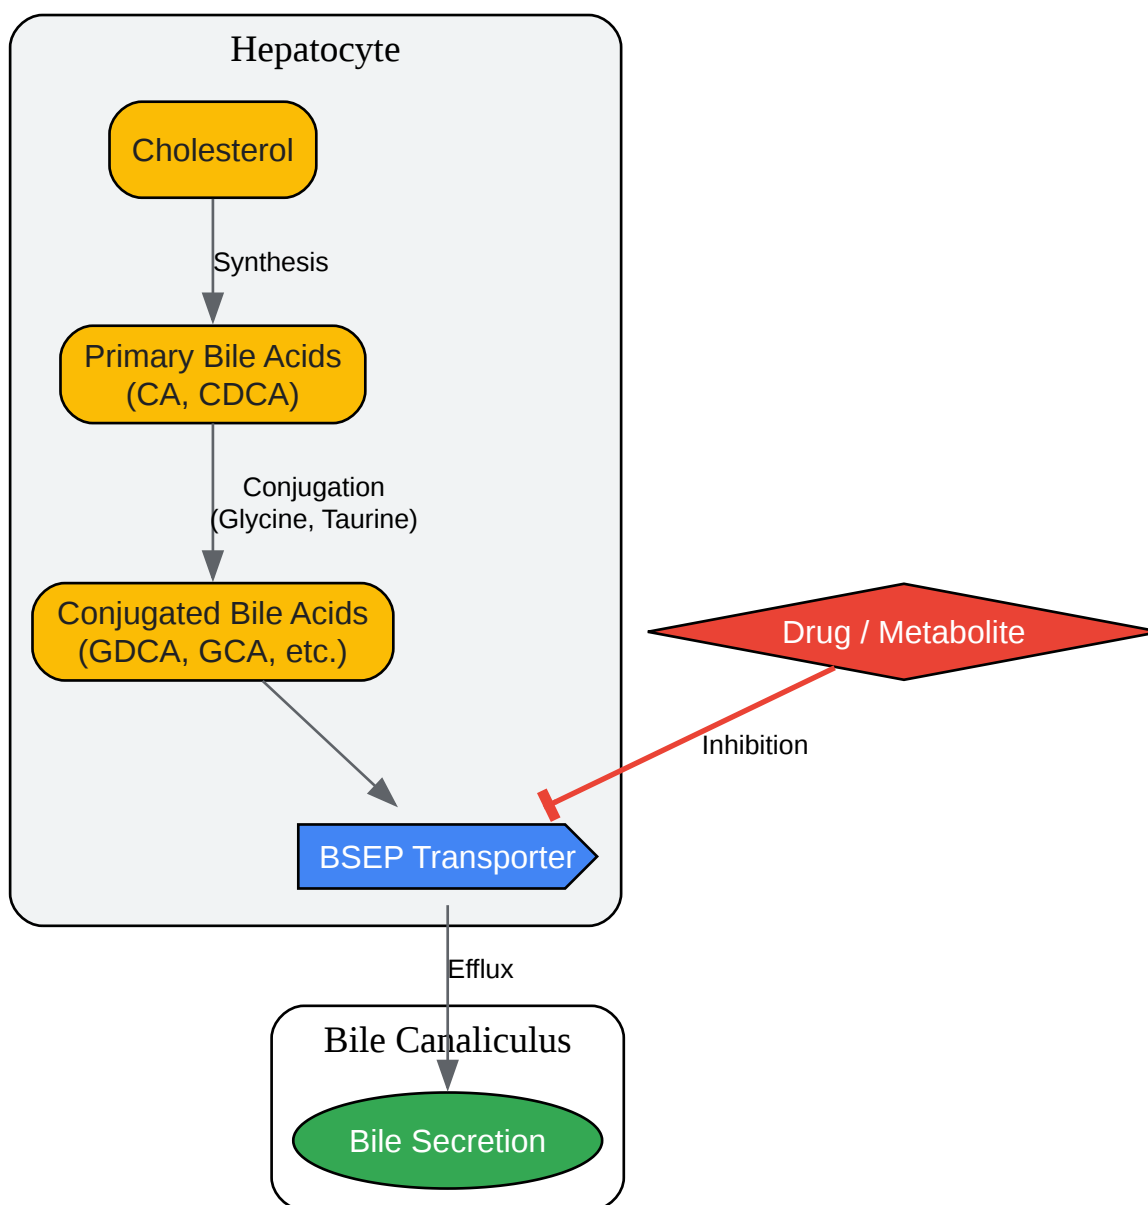 Hepatocyte
Cholesterol
Synthesis
Primary Bile Acids
(CA, CDCA)
Conjugation
(Glycine, Taurine)
Conjugated Bile Acids
(GDCA, GCA, etc.)
Drug / Metabolite
Inhibition
BSEP Transporter
Efflux
Bile Canaliculus
Bile Secretion